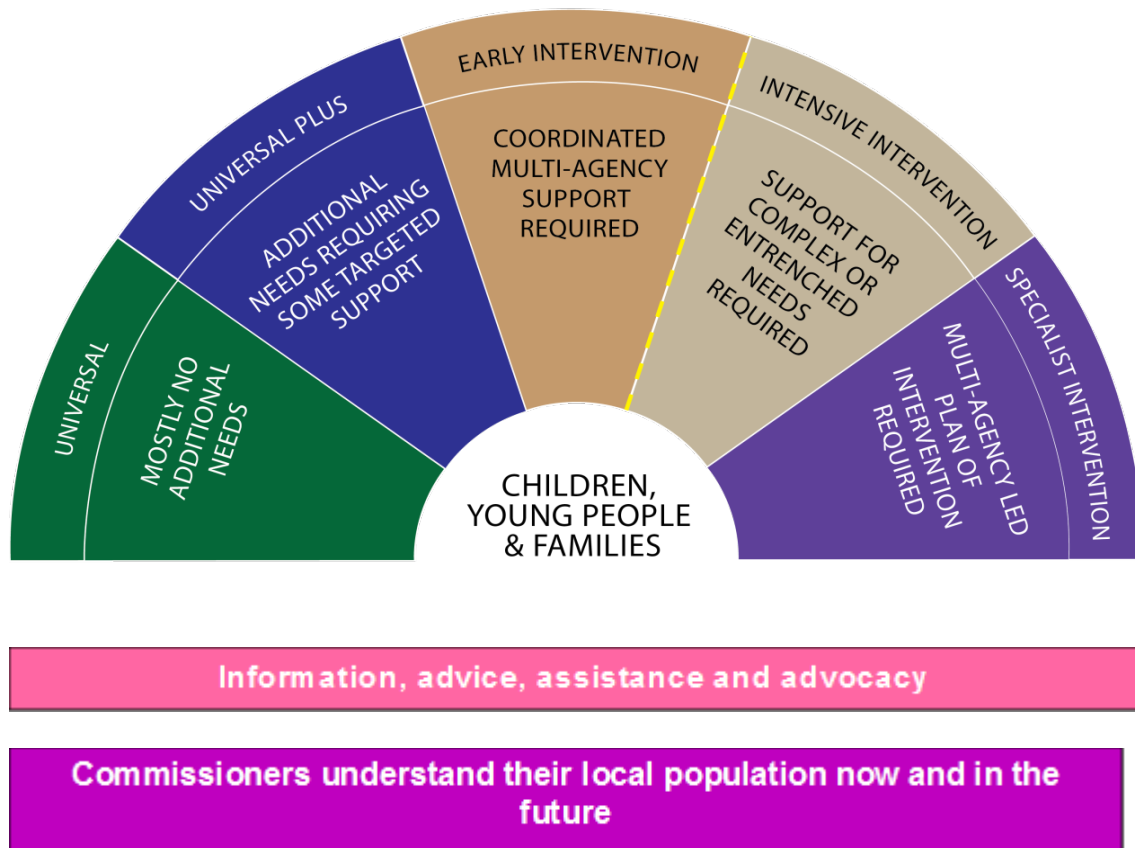 UNIVERSAL
MOSTLY NO
ADDITIONAL
NEEDS
UNIVERSAL PLUS
ADDITIONAL
NEEDS REQUIRING
SOME TARGETED
SUPPORT
EARLY INTERVENTION
COORDINATED
MULTI-AGENCY
SUPPORT
REQUIRED
INTENSIVE INTERVENTION
SUPPORT FOR
COMPLEX OR
ENTRENCHED
NEEDS
REQUIRED
SPECIALIST INTERVENTION
MULTI-AGENCY LED
PLAN OF
INTERVENTION
REQUIRED
CHILDREN,
YOUNG PEOPLE
& FAMILIES
Information, advice, assistance and advocacy
Commissioners understand their local population now and in the
future